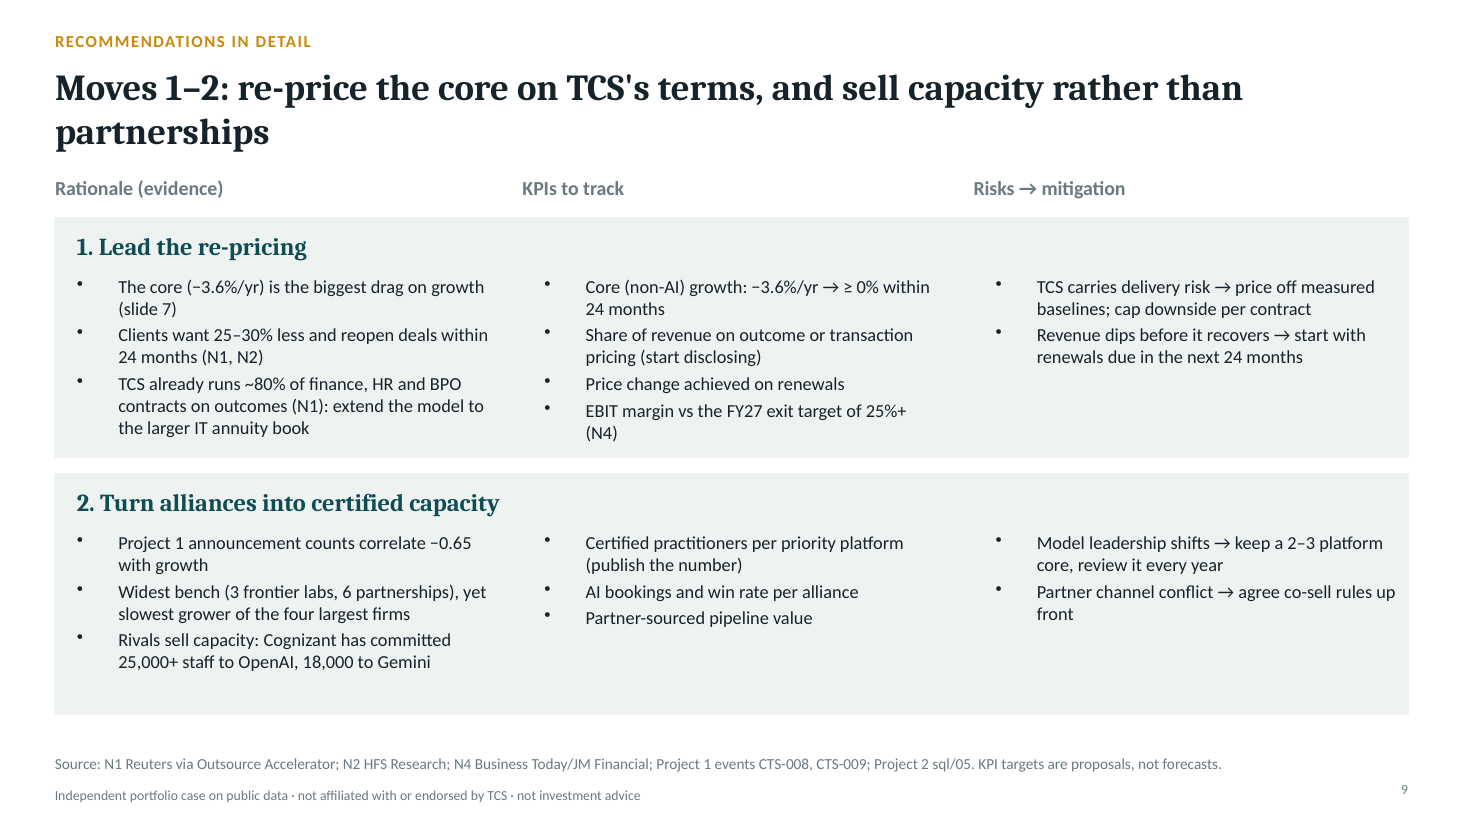 RECOMMENDATIONS IN DETAIL
Moves 1–2: re-price the core on TCS's terms, and sell capacity rather than
partnerships
Rationale (evidence)
KPIs to track
Risks → mitigation
1. Lead the re-pricing
• The core (−3.6%/yr) is the biggest drag on growth
(slide 7)
• Clients want 25–30% less and reopen deals within
24 months (N1, N2)
• TCS already runs ~80% of finance, HR and BPO
contracts on outcomes (N1): extend the model to
the larger IT annuity book
• Core (non-AI) growth: −3.6%/yr → ≥ 0% within
24 months
• Share of revenue on outcome or transaction
pricing (start disclosing)
• Price change achieved on renewals
• EBIT margin vs the FY27 exit target of 25%+
(N4)
• TCS carries delivery risk → price off measured
baselines; cap downside per contract
• Revenue dips before it recovers → start with
renewals due in the next 24 months
2. Turn alliances into certified capacity
• Project 1 announcement counts correlate −0.65
with growth
• Widest bench (3 frontier labs, 6 partnerships), yet
slowest grower of the four largest firms
• Rivals sell capacity: Cognizant has committed
25,000+ staff to OpenAI, 18,000 to Gemini
• Certified practitioners per priority platform
(publish the number)
• AI bookings and win rate per alliance
• Partner-sourced pipeline value
• Model leadership shifts → keep a 2–3 platform
core, review it every year
• Partner channel conflict → agree co-sell rules up
front
Source: N1 Reuters via Outsource Accelerator; N2 HFS Research; N4 Business Today/JM Financial; Project 1 events CTS-008, CTS-009; Project 2 sql/05. KPI targets are proposals, not forecasts.
Independent portfolio case on public data · not affiliated with or endorsed by TCS · not investment advice
9